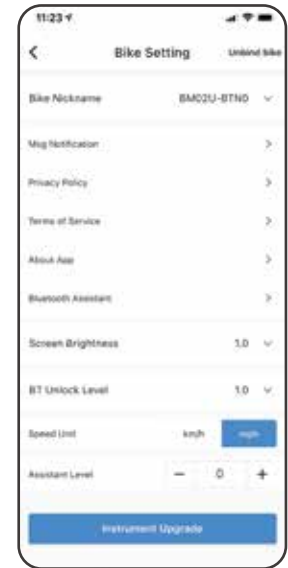 11:23
Bike Setting Unbind bike
Bike Nickname BM02U-BTN0
Msg Notification
Privacy Policy
Terms of Service
About App
Bluetooth Assistant
Screen Brightness 1.0
BT Unlock Level 1.0
Speed Unit km/h mph
Assistant Level − 0 +
Instrument Upgrade